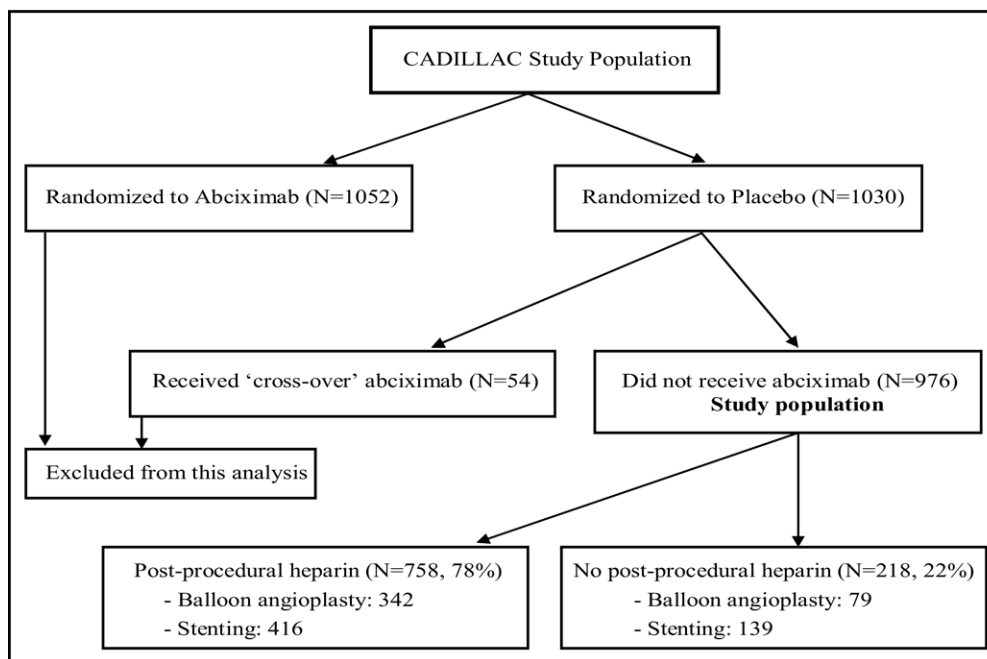 CADILLAC Study Population
Randomized to Abciximab (N=1052)
Randomized to Placebo (N=1030)
Received ‘cross-over’ abciximab (N=54)
Did not receive abciximab (N=976)
Study population
Excluded from this analysis
Post-procedural heparin (N=758, 78%)
- Balloon angioplasty: 342
- Stenting: 416
No post-procedural heparin (N=218, 22%)
- Balloon angioplasty: 79
- Stenting: 139